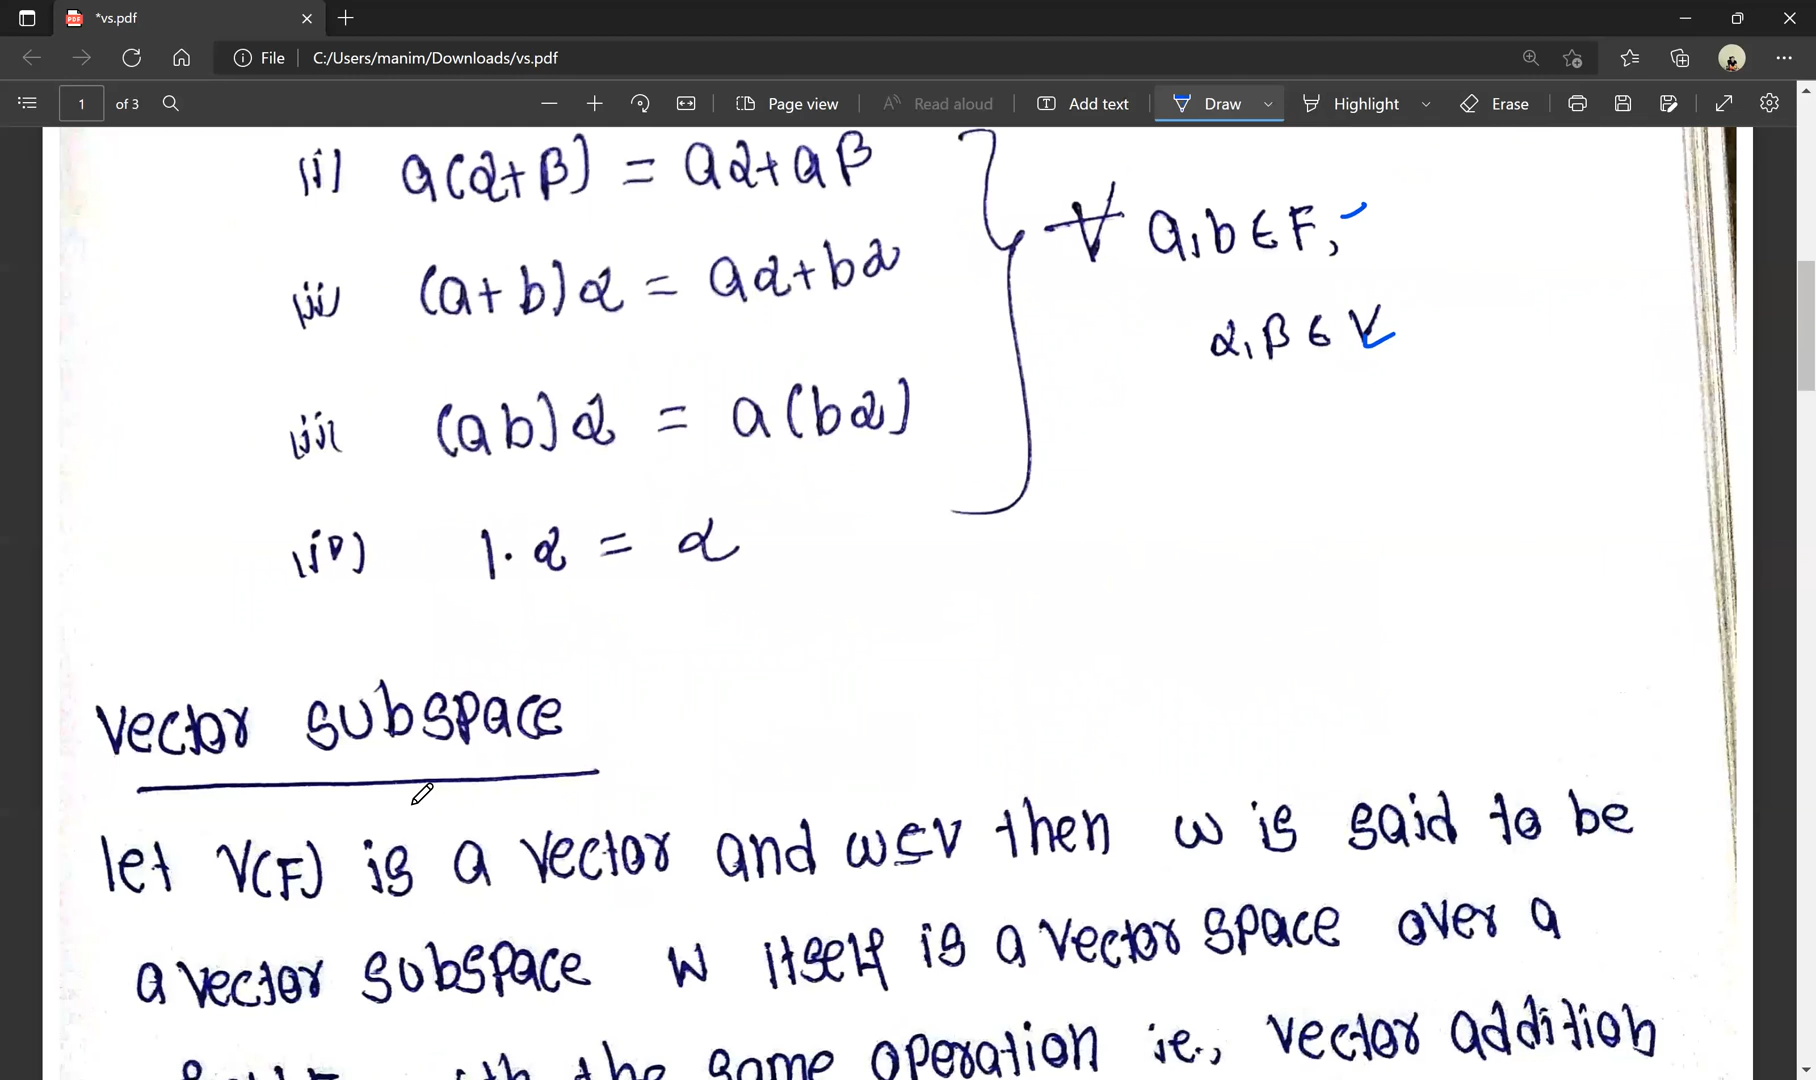 *vs.pdf
File C:/Users/manim/Downloads/vs.pdf
1 of 3 Page view Read aloud Add text Draw Highlight Erase
(i) a(α+β) = aα+aβ
∀ a,b ∈ F,
(ii) (a+b)α = aα+bα
α,β ∈ V
(iii) (ab)α = a(bα)
(iv) 1.α = α
Vector subspace
let V(F) is a vector and w⊆V then w is said to be
a vector subspace W itself is a vector space over a
with the same operation ie., vector addition